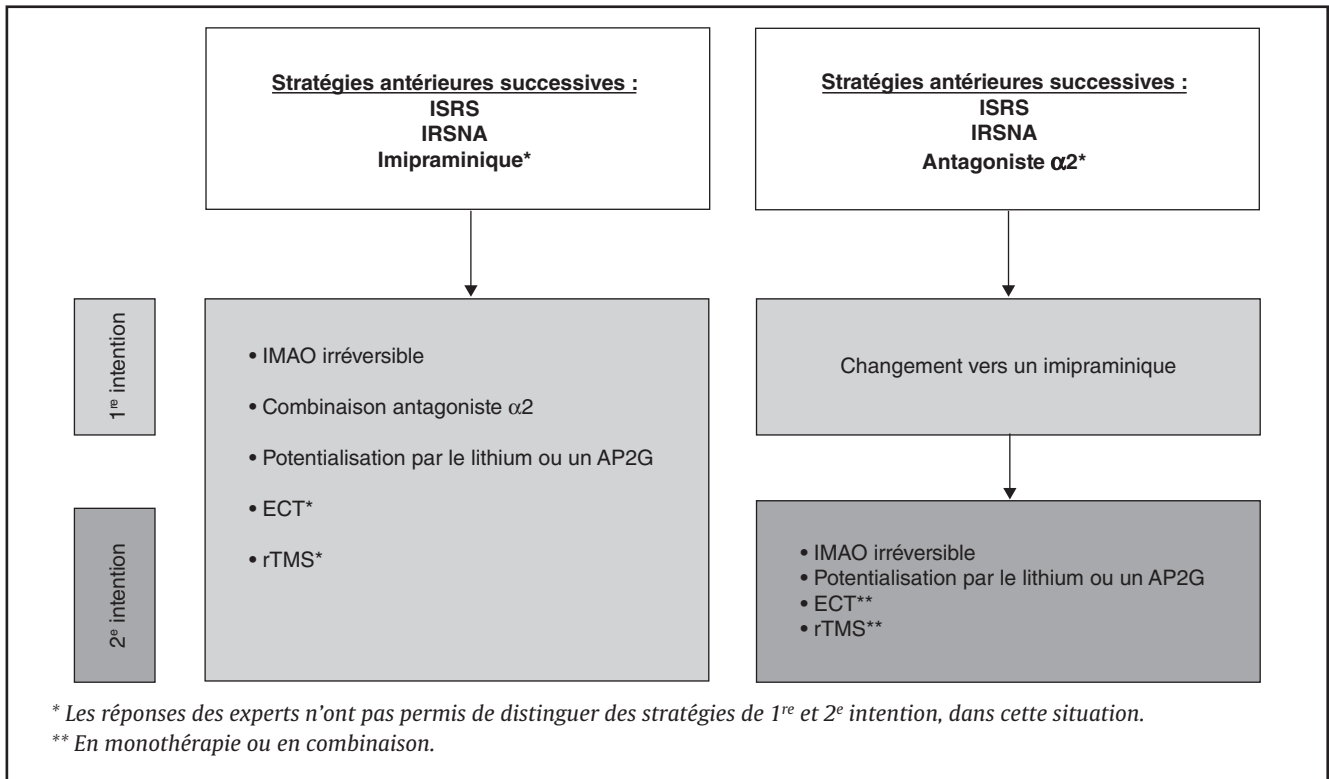 Stratégies antérieures successives :
ISRS
IRSNA
Imipraminique*
Stratégies antérieures successives :
ISRS
IRSNA
Antagoniste α2*
1re intention
• IMAO irréversible
• Combinaison antagoniste α2
• Potentialisation par le lithium ou un AP2G
• ECT*
• rTMS*
Changement vers un imipraminique
2e intention
• IMAO irréversible
• Potentialisation par le lithium ou un AP2G
• ECT**
• rTMS**
* Les réponses des experts n’ont pas permis de distinguer des stratégies de 1re et 2e intention, dans cette situation.
** En monothérapie ou en combinaison.